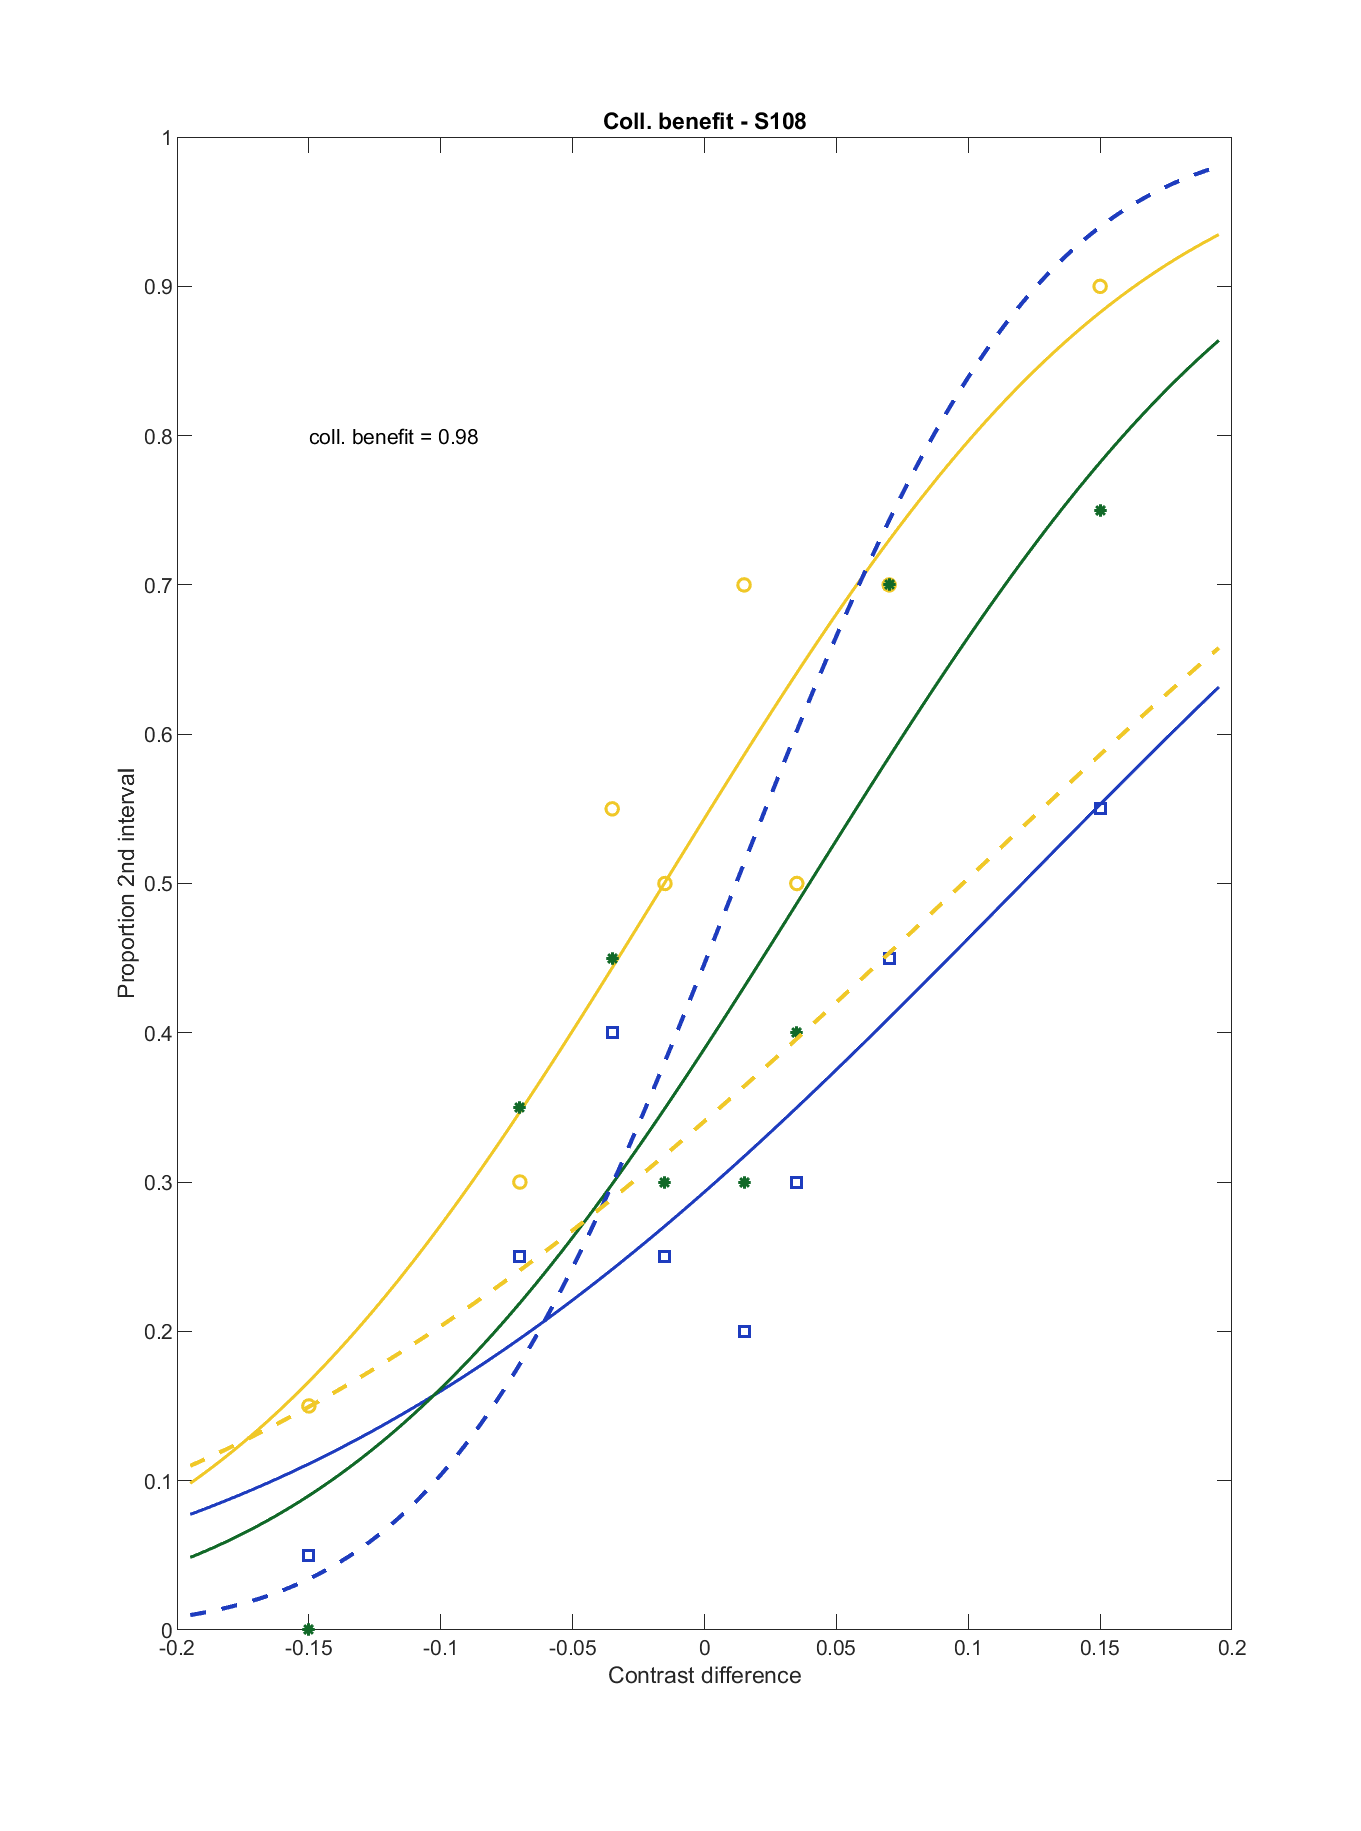 Coll. benefit - S108
1
0.9
0.8
0.7
0.6
0.5
0.4
0.3
0.2
0.1
0
coll. benefit = 0.98
Proportion 2nd interval
-0.2 -0.15 -0.1 -0.05 0 0.05 0.1 0.15 0.2
Contrast difference